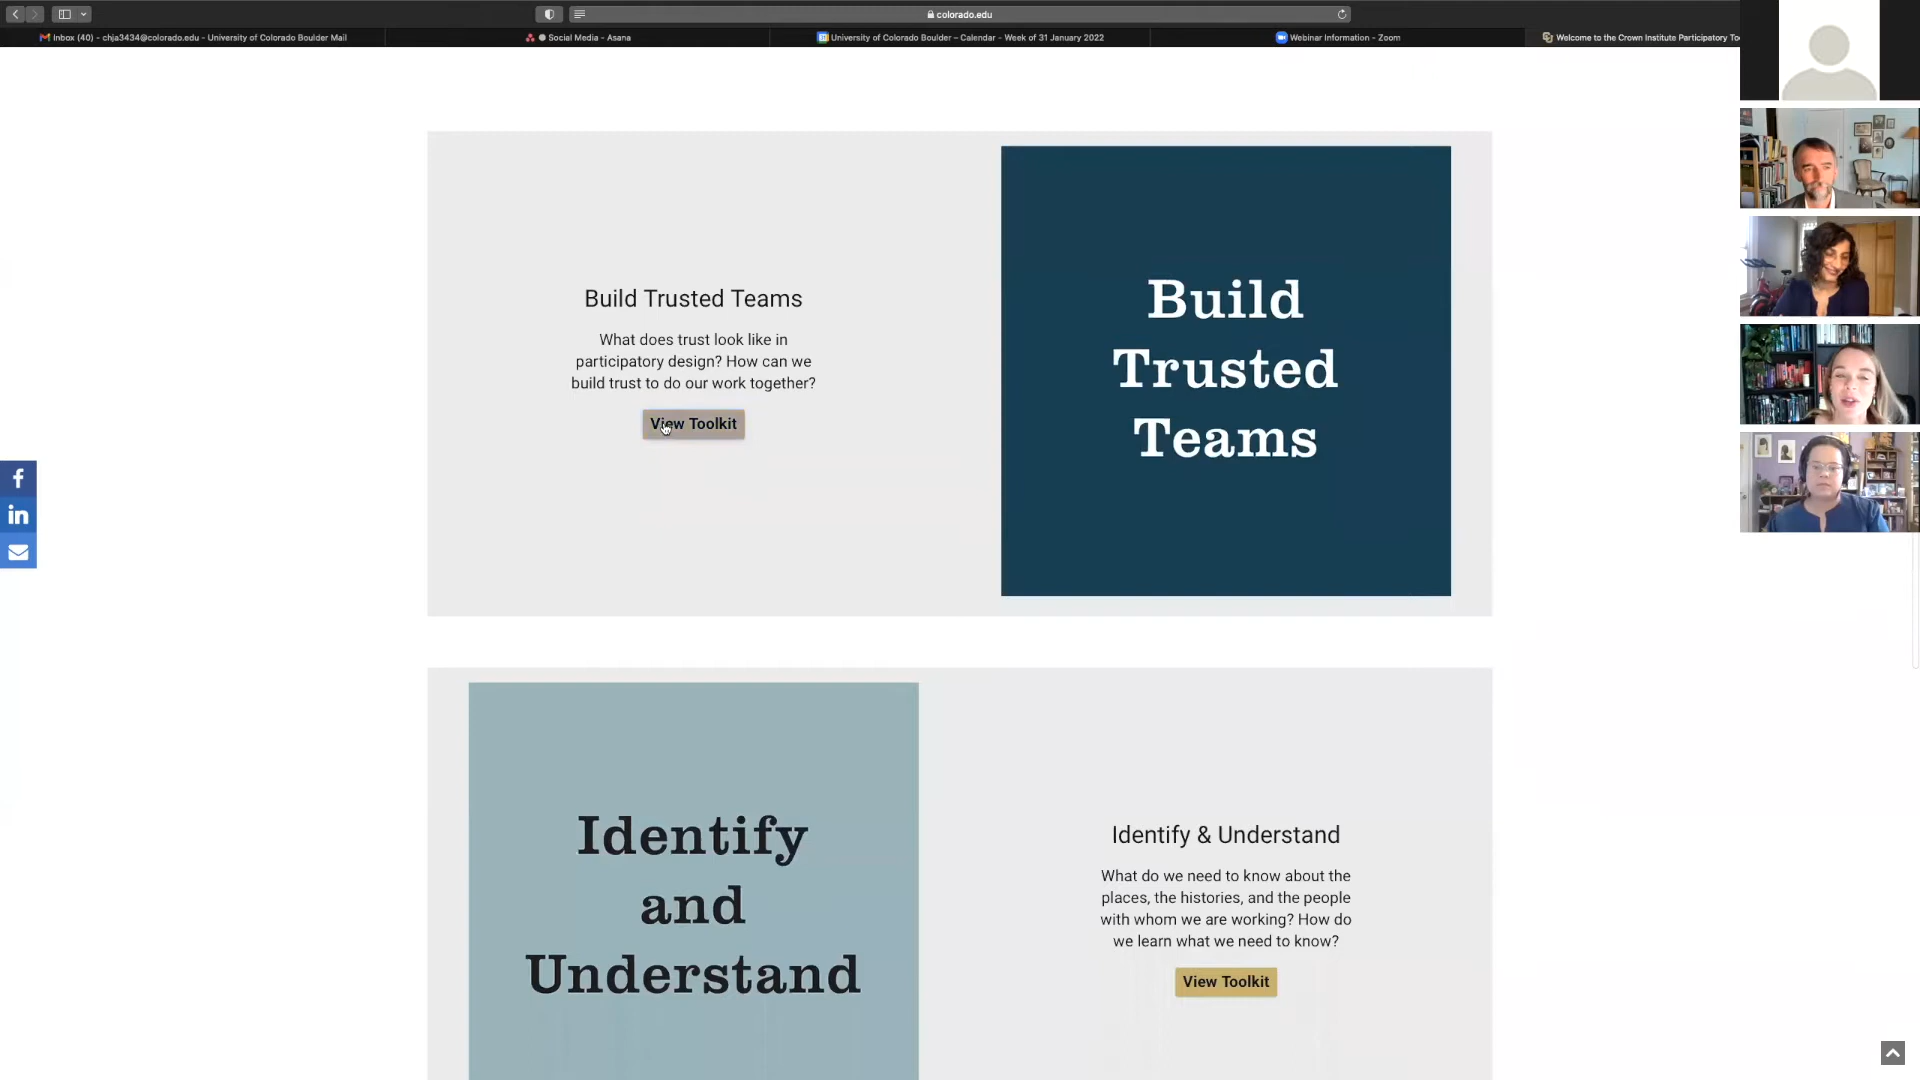 colorado.edu
Inbox (40) - chja3434@colorado.edu - University of Colorado Boulder Mail
Social Media - Asana
University of Colorado Boulder – Calendar - Week of 31 January 2022
Webinar Information - Zoom
Welcome to the Crown Institute Participatory To
Build Trusted Teams
What does trust look like in
participatory design? How can we
build trust to do our work together?
View Toolkit
Build
Trusted
Teams
Identify
and
Understand
Identify & Understand
What do we need to know about the
places, the histories, and the people
with whom we are working? How do
we learn what we need to know?
View Toolkit